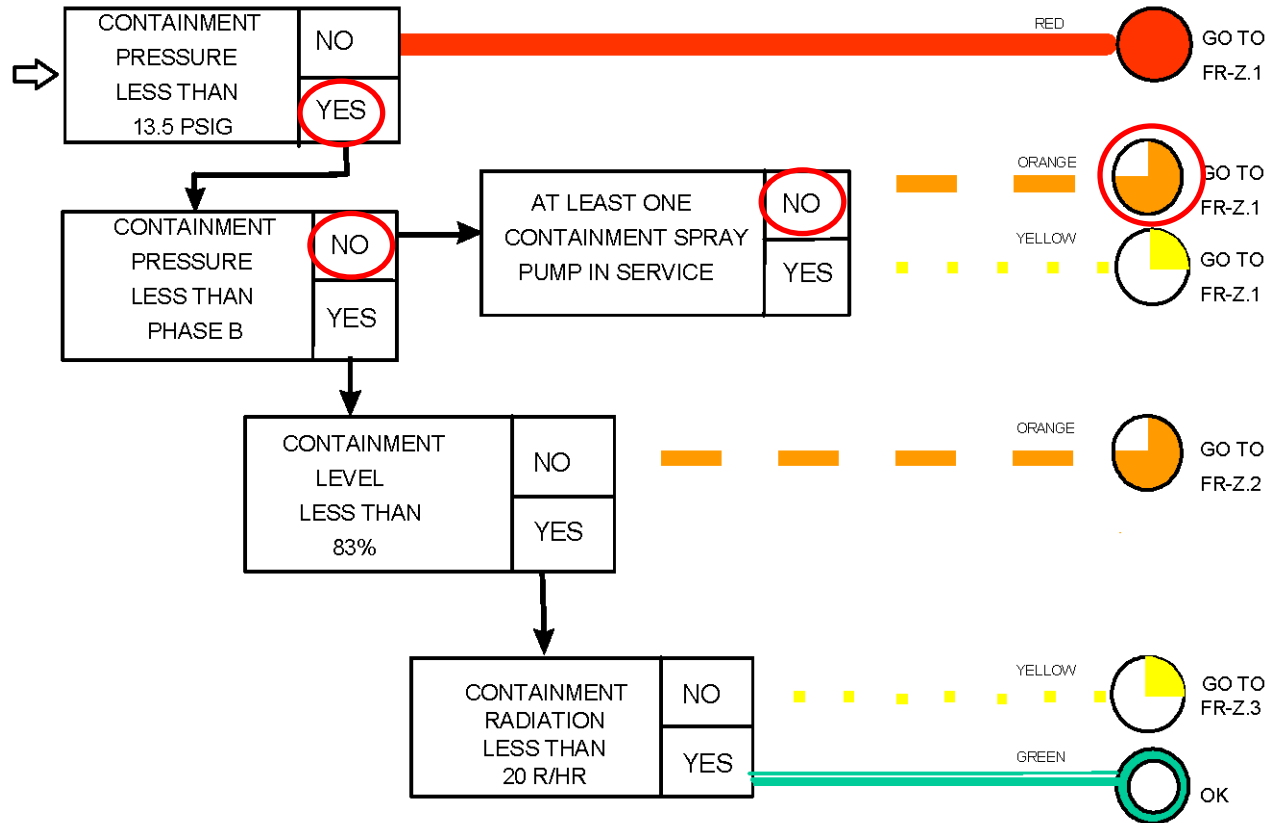 CONTAINMENT
PRESSURE
LESS THAN
13.5 PSIG
NO
YES
RED
GO TO
FR-Z.1
CONTAINMENT
PRESSURE
LESS THAN
PHASE B
NO
YES
AT LEAST ONE
CONTAINMENT SPRAY
PUMP IN SERVICE
NO
YES
ORANGE
GO TO
FR-Z.1
YELLOW
GO TO
FR-Z.1
CONTAINMENT
LEVEL
LESS THAN
83%
NO
YES
ORANGE
GO TO
FR-Z.2
CONTAINMENT
RADIATION
LESS THAN
20 R/HR
NO
YES
YELLOW
GO TO
FR-Z.3
GREEN
OK